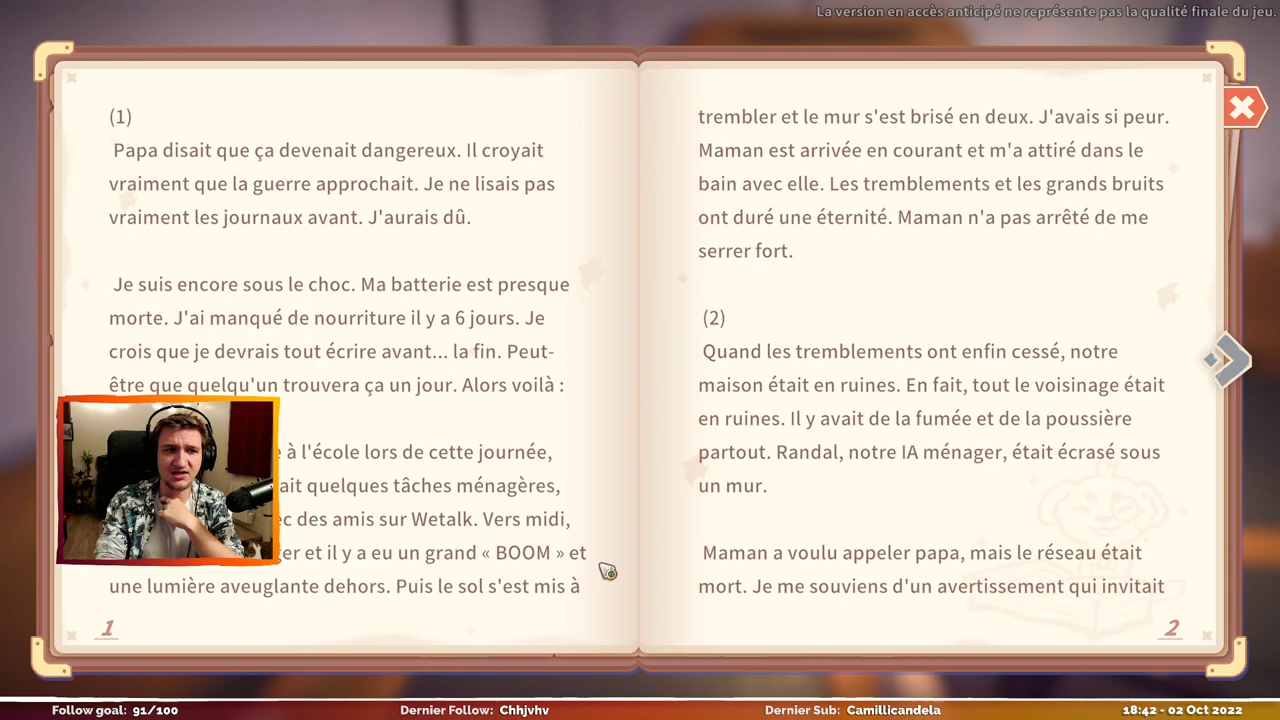 La version en accès anticipé ne représente pas la qualité finale du jeu.
(1)
Papa disait que ça devenait dangereux. Il croyait
vraiment que la guerre approchait. Je ne lisais pas
vraiment les journaux avant. J'aurais dû.
Je suis encore sous le choc. Ma batterie est presque
morte. J'ai manqué de nourriture il y a 6 jours. Je
crois que je devrais tout écrire avant... la fin. Peut-
être que quelqu'un trouvera ça un jour. Alors voilà :
à l'école lors de cette journée,
ait quelques tâches ménagères,
des amis sur Wetalk. Vers midi,
et il y a eu un grand « BOOM » et
une lumière aveuglante dehors. Puis le sol s'est mis à
1
trembler et le mur s'est brisé en deux. J'avais si peur.
Maman est arrivée en courant et m'a attiré dans le
bain avec elle. Les tremblements et les grands bruits
ont duré une éternité. Maman n'a pas arrêté de me
serrer fort.
(2)
Quand les tremblements ont enfin cessé, notre
maison était en ruines. En fait, tout le voisinage était
en ruines. Il y avait de la fumée et de la poussière
partout. Randal, notre IA ménager, était écrasé sous
un mur.
Maman a voulu appeler papa, mais le réseau était
mort. Je me souviens d'un avertissement qui invitait
2
Follow goal: 91/100
Dernier Follow: Chhjvhv
Dernier Sub: Camillicandela
18:42 - 02 Oct 2022